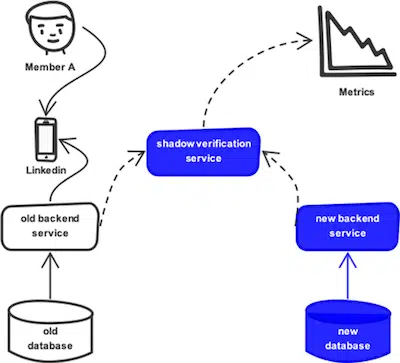 Member A
Metrics
shadow verification
service
Linkedin
old backend
service
new backend
service
old
database
new
database